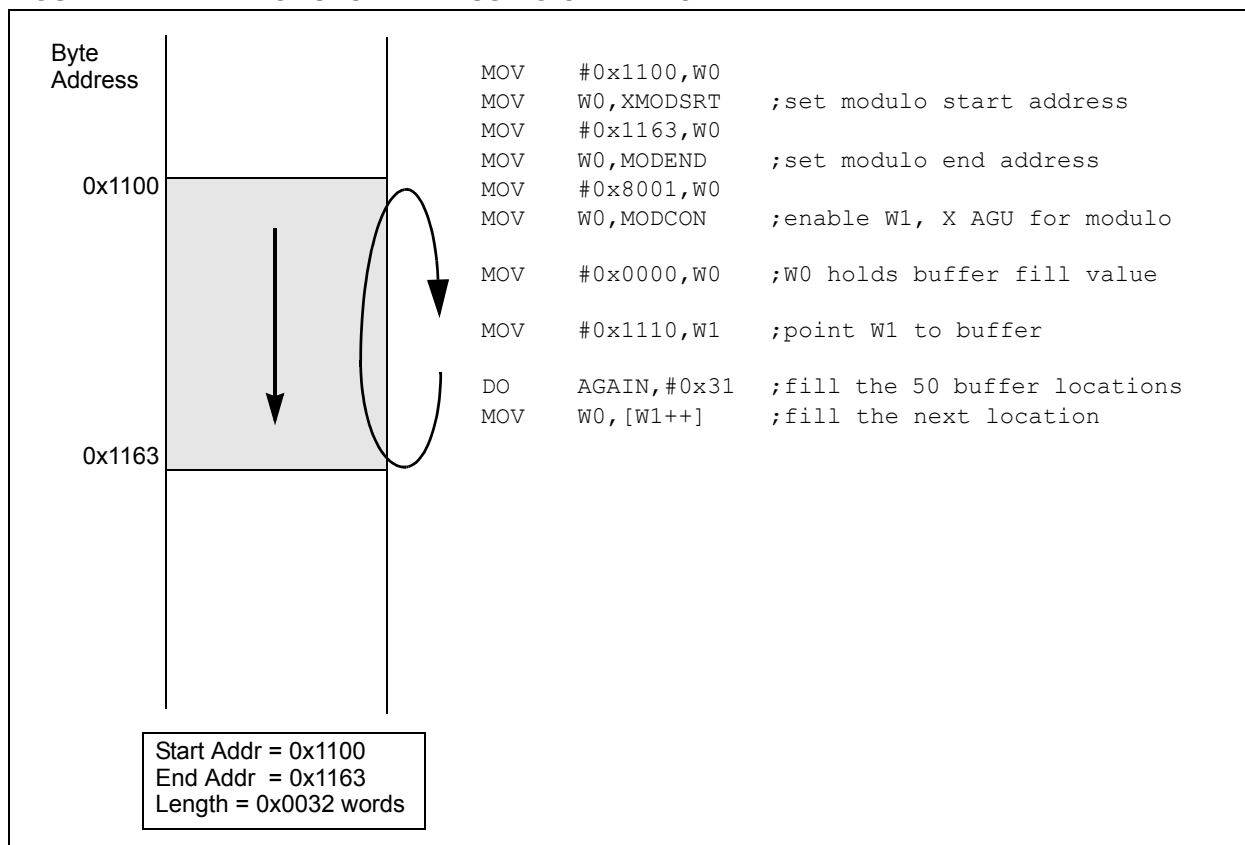 Byte
Address
0x1100
0x1163
MOV #0x1100,W0
MOV W0,XMODSRT ;set modulo start address
MOV #0x1163,W0
MOV W0,MODEND ;set modulo end address
MOV #0x8001,W0
MOV W0,MODCON ;enable W1, X AGU for modulo
MOV #0x0000,W0 ;W0 holds buffer fill value
MOV #0x1110,W1 ;point W1 to buffer
DO AGAIN,#0x31 ;fill the 50 buffer locations
MOV W0,[W1++] ;fill the next location
Start Addr = 0x1100
End Addr = 0x1163
Length = 0x0032 words